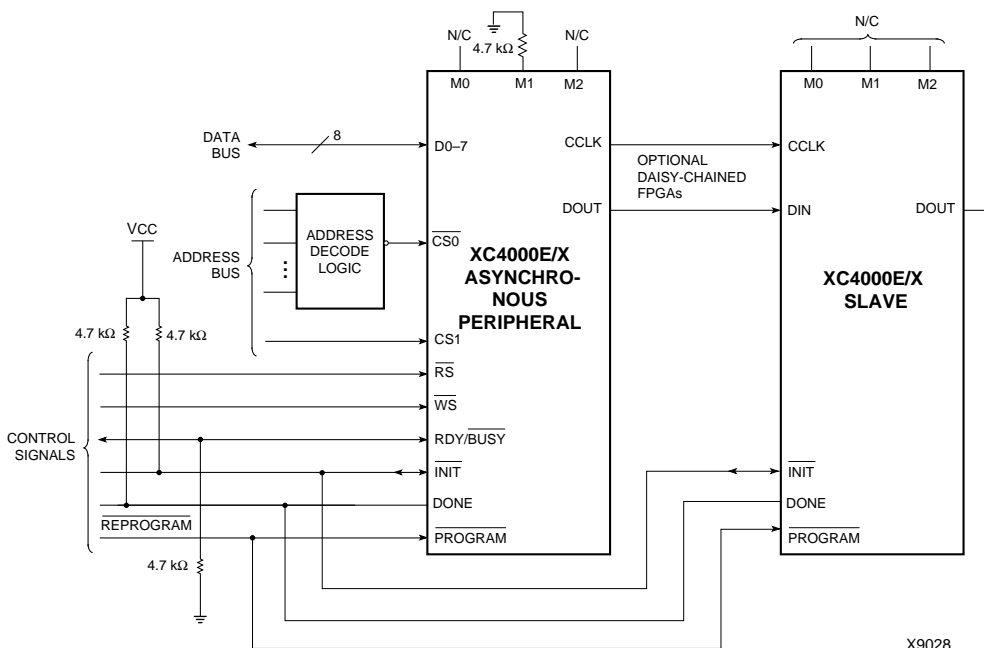 N/C
4.7 kΩ
N/C
N/C
M0
M1
M2
M0
M1
M2
DATA
BUS
8
D0–7
CCLK
CCLK
OPTIONAL
DAISY-CHAINED
FPGAs
DOUT
DIN
DOUT
VCC
ADDRESS
BUS
ADDRESS
DECODE
LOGIC
CS0
XC4000E/X
ASYNCHRO-
NOUS
PERIPHERAL
XC4000E/X
SLAVE
4.7 kΩ
4.7 kΩ
CS1
RS
WS
CONTROL
SIGNALS
RDY/BUSY
INIT
INIT
DONE
DONE
REPROGRAM
PROGRAM
PROGRAM
4.7 kΩ
X9028